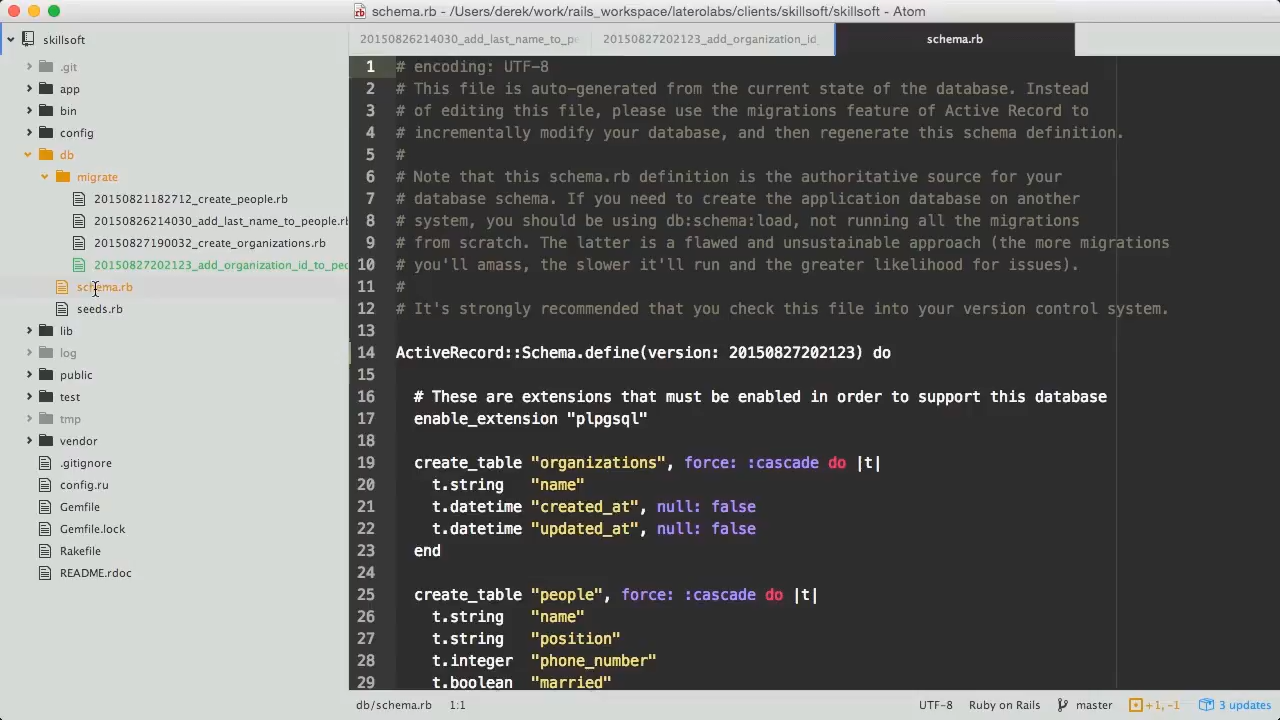 schema.rb - /Users/derek/work/rails_workspace/laterolabs/clients/skillsoft/skillsoft - Atom
skillsoft
.git
app
bin
config
db
migrate
20150821182712_create_people.rb
20150826214030_add_last_name_to_people.rb
20150827190032_create_organizations.rb
20150827202123_add_organization_id_to_peo
schema.rb
seeds.rb
lib
log
public
test
tmp
vendor
.gitignore
config.ru
Gemfile
Gemfile.lock
Rakefile
README.rdoc
20150826214030_add_last_name_to_pe
20150827202123_add_organization_id_
schema.rb
1 # encoding: UTF-8
2 # This file is auto-generated from the current state of the database. Instead
3 # of editing this file, please use the migrations feature of Active Record to
4 # incrementally modify your database, and then regenerate this schema definition.
5 #
6 # Note that this schema.rb definition is the authoritative source for your
7 # database schema. If you need to create the application database on another
8 # system, you should be using db:schema:load, not running all the migrations
9 # from scratch. The latter is a flawed and unsustainable approach (the more migrations
10 # you'll amass, the slower it'll run and the greater likelihood for issues).
11 #
12 # It's strongly recommended that you check this file into your version control system.
13
14 ActiveRecord::Schema.define(version: 20150827202123) do
15
16 # These are extensions that must be enabled in order to support this database
17 enable_extension "plpgsql"
18
19 create_table "organizations", force: :cascade do |t|
20 t.string "name"
21 t.datetime "created_at", null: false
22 t.datetime "updated_at", null: false
23 end
24
25 create_table "people", force: :cascade do |t|
26 t.string "name"
27 t.string "position"
28 t.integer "phone_number"
29 t.boolean "married"
db/schema.rb 1:1 UTF-8 Ruby on Rails master +1, -1 3 updates